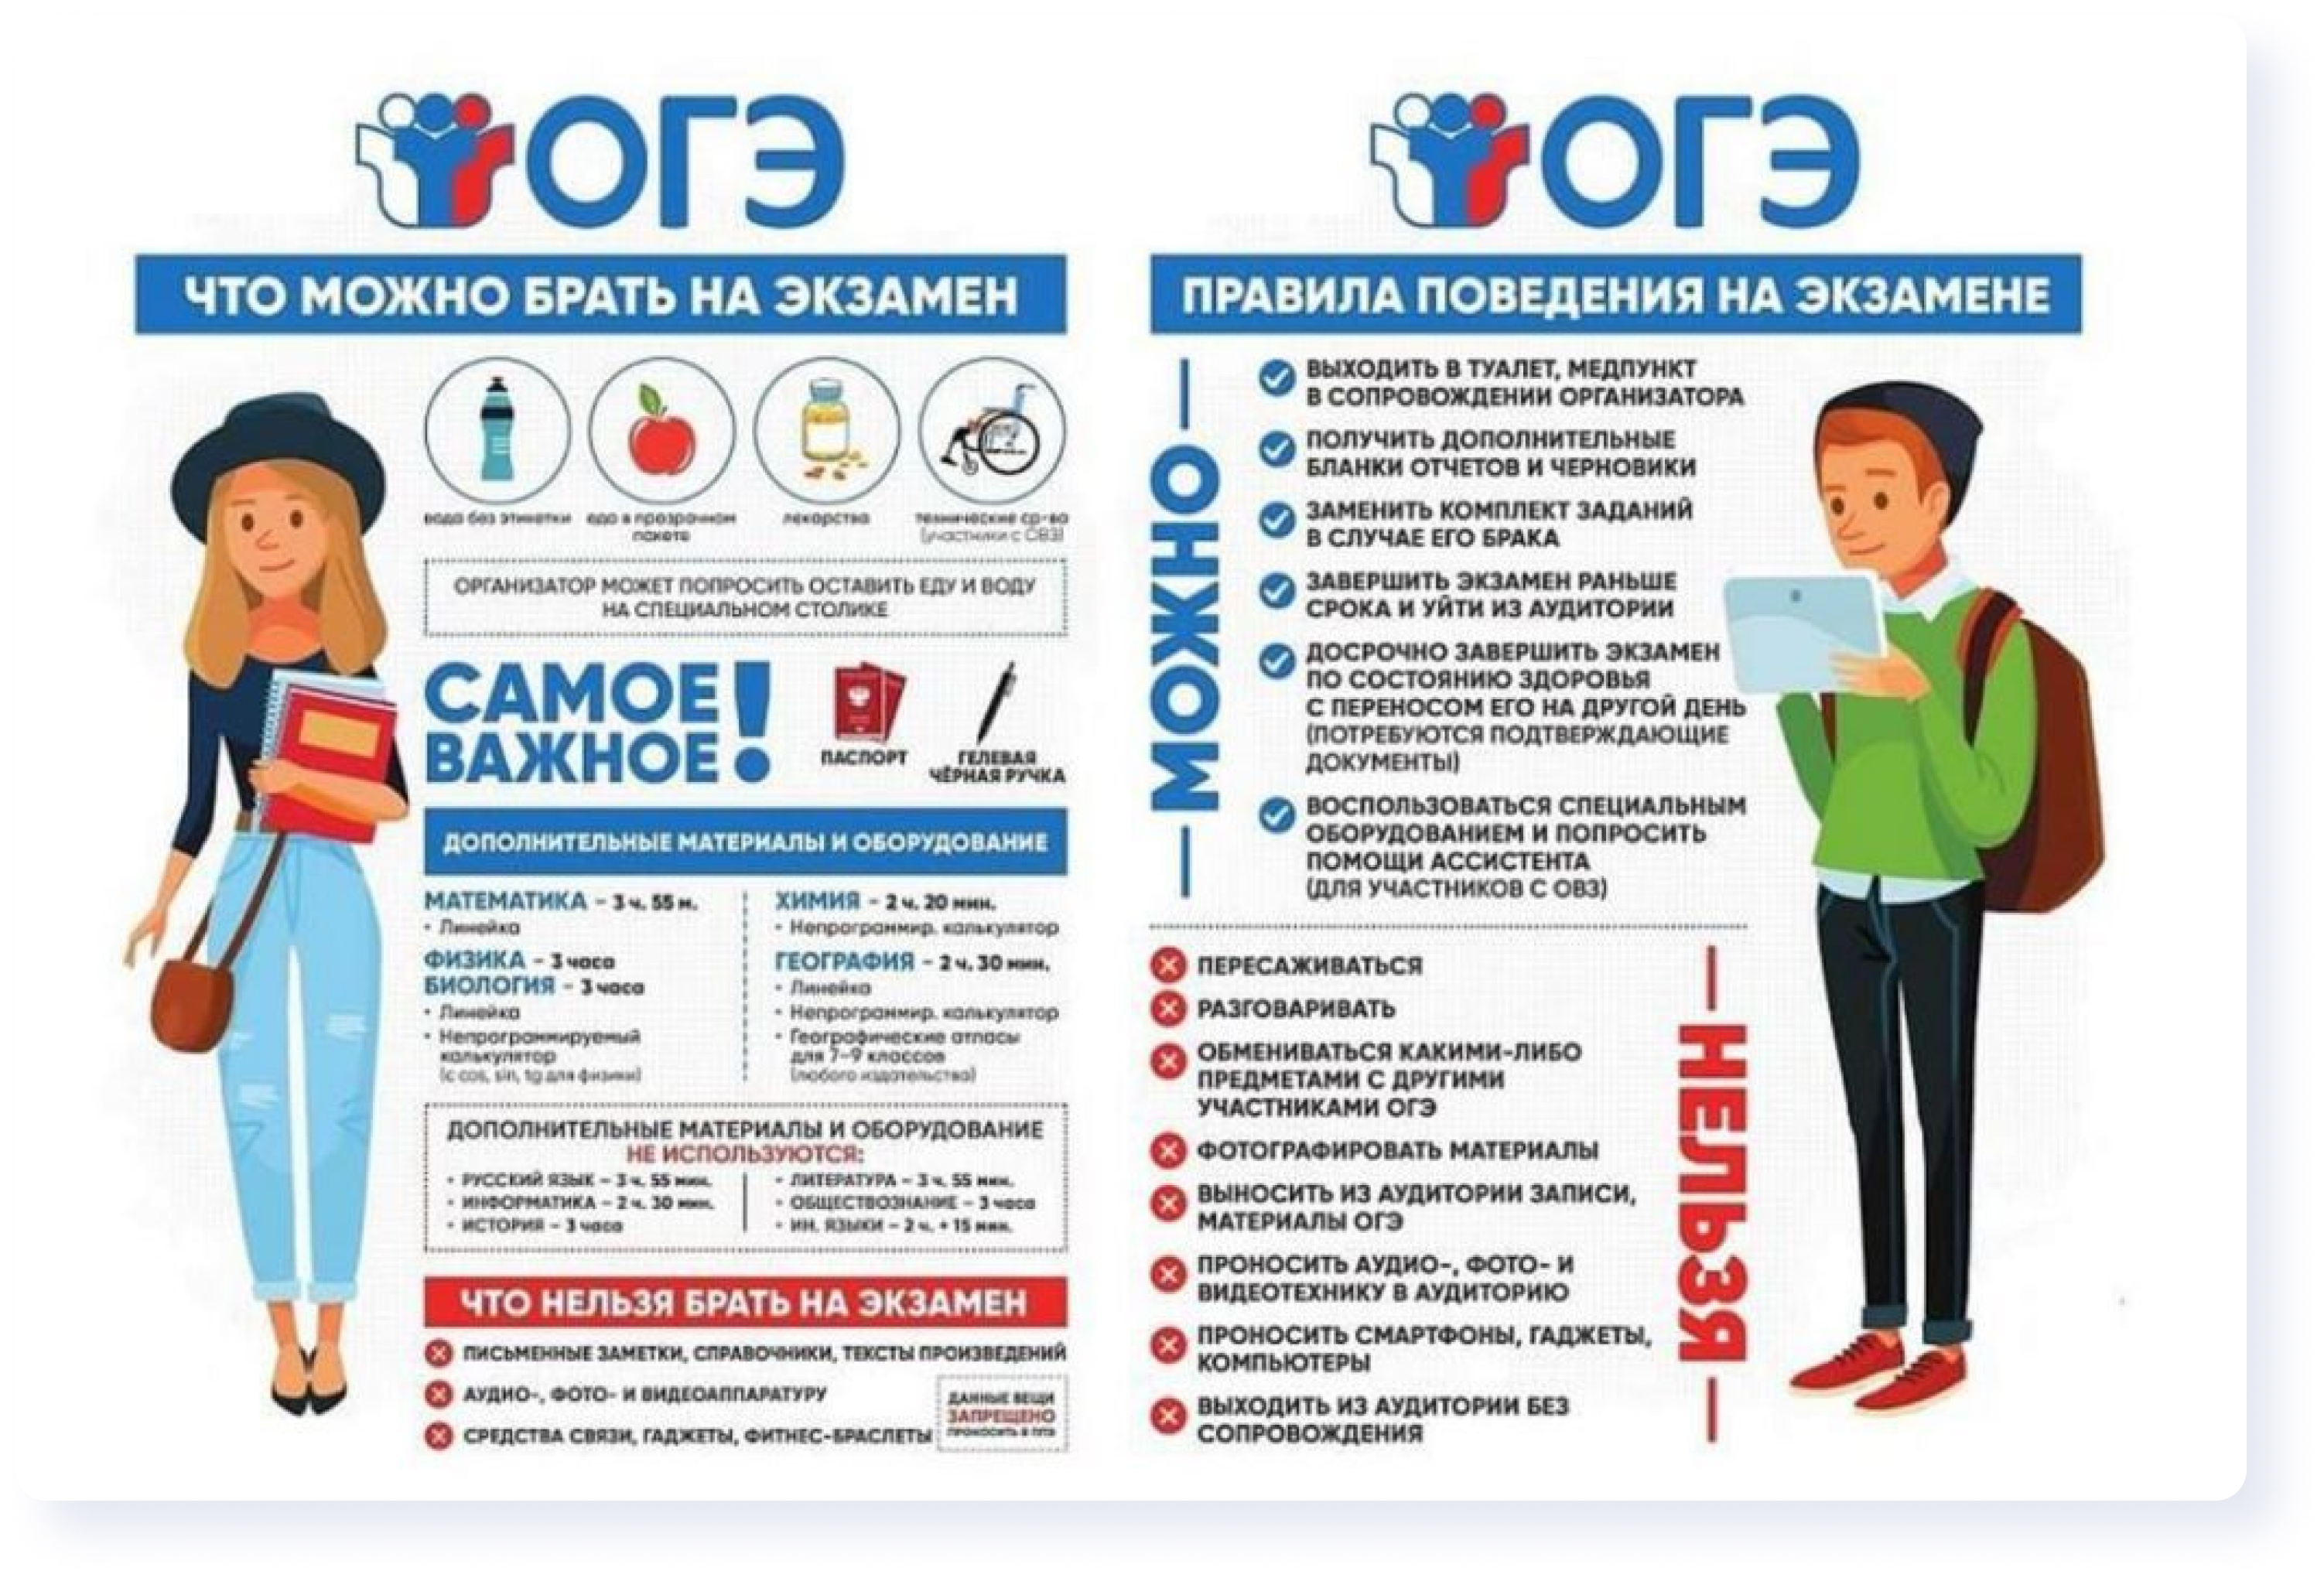 ОГЭ
ЧТО МОЖНО БРАТЬ НА ЭКЗАМЕН
вода без этикетки
еда в прозрачном
пакете
лекарства
технические ср-ва
(участники с ОВЗ)
ОРГАНИЗАТОР МОЖЕТ ПОПРОСИТЬ ОСТАВИТЬ ЕДУ И ВОДУ
НА СПЕЦИАЛЬНОМ СТОЛИКЕ
САМОЕ
ВАЖНОЕ!
ПАСПОРТ
ГЕЛЕВАЯ
ЧЁРНАЯ РУЧКА
ДОПОЛНИТЕЛЬНЫЕ МАТЕРИАЛЫ И ОБОРУДОВАНИЕ
МАТЕМАТИКА – 3 ч. 55 м.
• Линейка
ФИЗИКА – 3 часа
БИОЛОГИЯ – 3 часа
• Линейка
• Непрограммируемый
калькулятор
(с cos, sin, tg для физики)
ХИМИЯ – 2 ч. 20 мин.
• Непрограммир. калькулятор
ГЕОГРАФИЯ – 2 ч. 30 мин.
• Линейка
• Непрограммир. калькулятор
• Географические атласы
для 7–9 классов
(любого издательства)
ДОПОЛНИТЕЛЬНЫЕ МАТЕРИАЛЫ И ОБОРУДОВАНИЕ
НЕ ИСПОЛЬЗУЮТСЯ:
• РУССКИЙ ЯЗЫК – 3 ч. 55 мин.
• ИНФОРМАТИКА – 2 ч. 30 мин.
• ИСТОРИЯ – 3 часа
• ЛИТЕРАТУРА – 3 ч. 55 мин.
• ОБЩЕСТВОЗНАНИЕ – 3 часа
• ИН. ЯЗЫКИ – 2 ч. + 15 мин.
ЧТО НЕЛЬЗЯ БРАТЬ НА ЭКЗАМЕН
ПИСЬМЕННЫЕ ЗАМЕТКИ, СПРАВОЧНИКИ, ТЕКСТЫ ПРОИЗВЕДЕНИЙ
АУДИО-, ФОТО- И ВИДЕОАППАРАТУРУ
СРЕДСТВА СВЯЗИ, ГАДЖЕТЫ, ФИТНЕС-БРАСЛЕТЫ
ДАННЫЕ ВЕЩИ
ЗАПРЕЩЕНО
ПРОНОСИТЬ В ППЭ
ОГЭ
ПРАВИЛА ПОВЕДЕНИЯ НА ЭКЗАМЕНЕ
МОЖНО
ВЫХОДИТЬ В ТУАЛЕТ, МЕДПУНКТ
В СОПРОВОЖДЕНИИ ОРГАНИЗАТОРА
ПОЛУЧИТЬ ДОПОЛНИТЕЛЬНЫЕ
БЛАНКИ ОТЧЕТОВ И ЧЕРНОВИКИ
ЗАМЕНИТЬ КОМПЛЕКТ ЗАДАНИЙ
В СЛУЧАЕ ЕГО БРАКА
ЗАВЕРШИТЬ ЭКЗАМЕН РАНЬШЕ
СРОКА И УЙТИ ИЗ АУДИТОРИИ
ДОСРОЧНО ЗАВЕРШИТЬ ЭКЗАМЕН
ПО СОСТОЯНИЮ ЗДОРОВЬЯ
С ПЕРЕНОСОМ ЕГО НА ДРУГОЙ ДЕНЬ
(ПОТРЕБУЮТСЯ ПОДТВЕРЖДАЮЩИЕ
ДОКУМЕНТЫ)
ВОСПОЛЬЗОВАТЬСЯ СПЕЦИАЛЬНЫМ
ОБОРУДОВАНИЕМ И ПОПРОСИТЬ
ПОМОЩИ АССИСТЕНТА
(ДЛЯ УЧАСТНИКОВ С ОВЗ)
НЕЛЬЗЯ
ПЕРЕСАЖИВАТЬСЯ
РАЗГОВАРИВАТЬ
ОБМЕНИВАТЬСЯ КАКИМИ-ЛИБО
ПРЕДМЕТАМИ С ДРУГИМИ
УЧАСТНИКАМИ ОГЭ
ФОТОГРАФИРОВАТЬ МАТЕРИАЛЫ
ВЫНОСИТЬ ИЗ АУДИТОРИИ ЗАПИСИ,
МАТЕРИАЛЫ ОГЭ
ПРОНОСИТЬ АУДИО-, ФОТО- И
ВИДЕОТЕХНИКУ В АУДИТОРИЮ
ПРОНОСИТЬ СМАРТФОНЫ, ГАДЖЕТЫ,
КОМПЬЮТЕРЫ
ВЫХОДИТЬ ИЗ АУДИТОРИИ БЕЗ
СОПРОВОЖДЕНИЯ